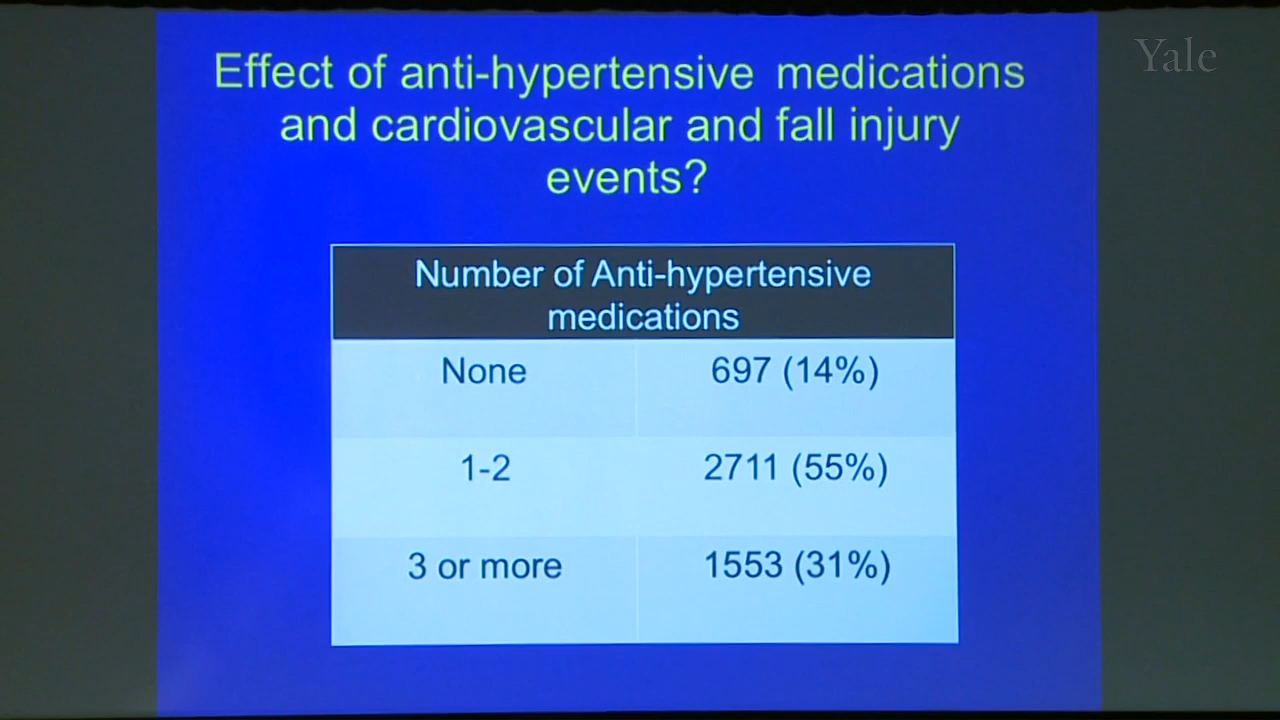 Yale
Effect of anti-hypertensive medications
and cardiovascular and fall injury
events?
Number of Anti-hypertensive
medications
None 697 (14%)
1-2 2711 (55%)
3 or more 1553 (31%)